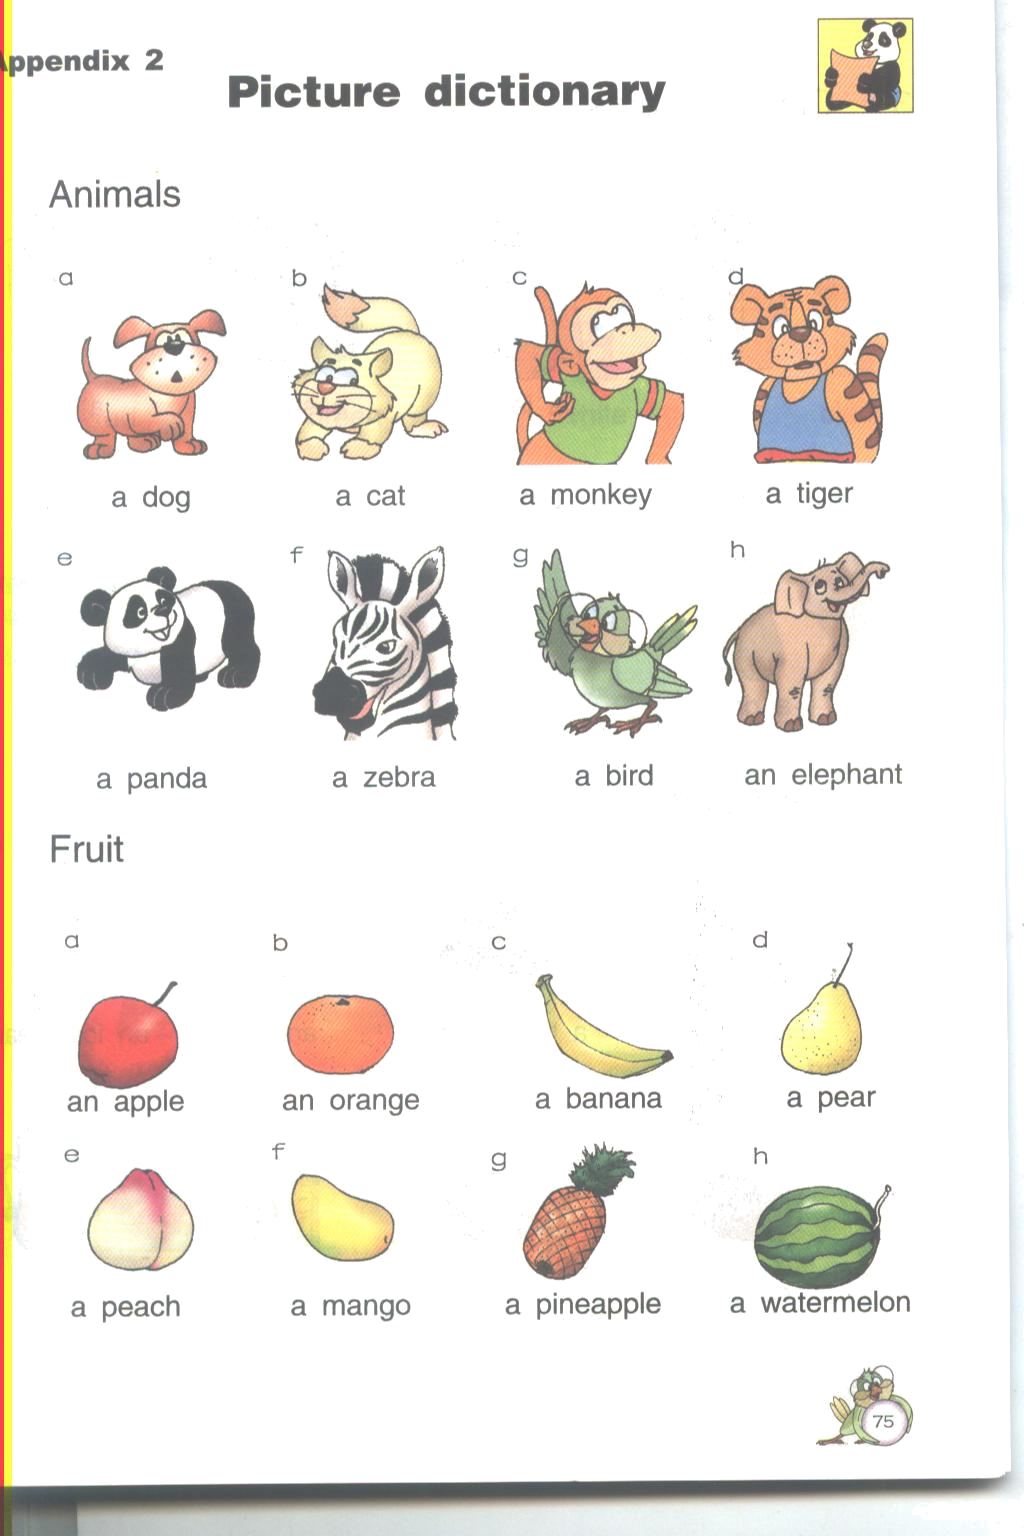 Appendix 2
Picture dictionary
Animals
a b c d
a dog a cat a monkey a tiger
e f g h
a panda a zebra a bird an elephant
Fruit
a b c d
an apple an orange a banana a pear
e f g h
a peach a mango a pineapple a watermelon
75